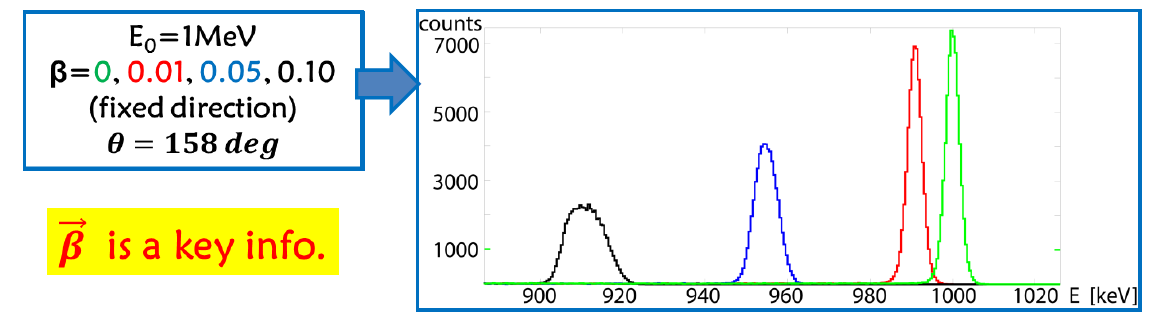 E₀=1MeV
β=0, 0.01, 0.05, 0.10
(fixed direction)
θ = 158 deg
β⃗ is a key info.
counts
7000
5000
3000
1000
900 920 940 960 980 1000 1020 E [keV]